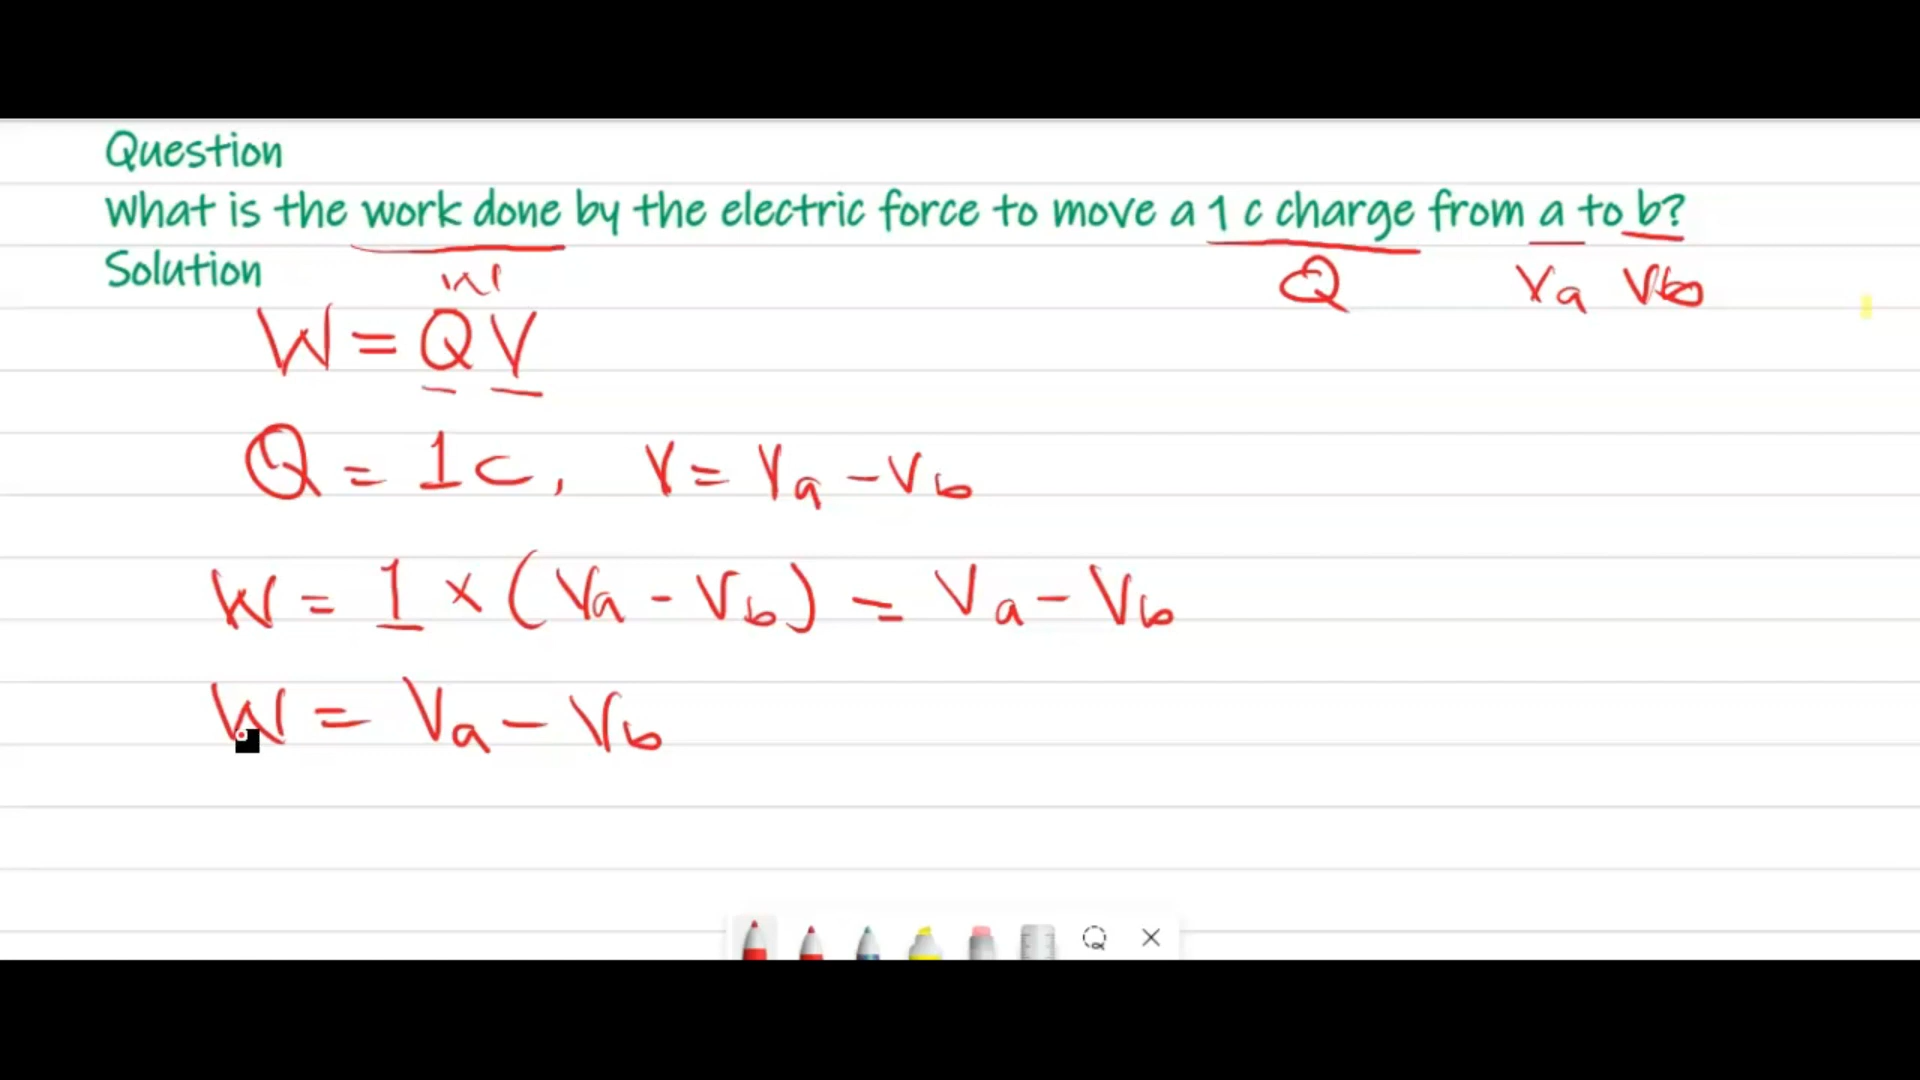 Question
What is the work done by the electric force to move a 1 c charge from a to b?
Solution
W
Q Va Vb
W = QV
Q = 1c, V = Va - Vb
W = 1 × (Va - Vb) = Va - Vb
W = Va - Vb